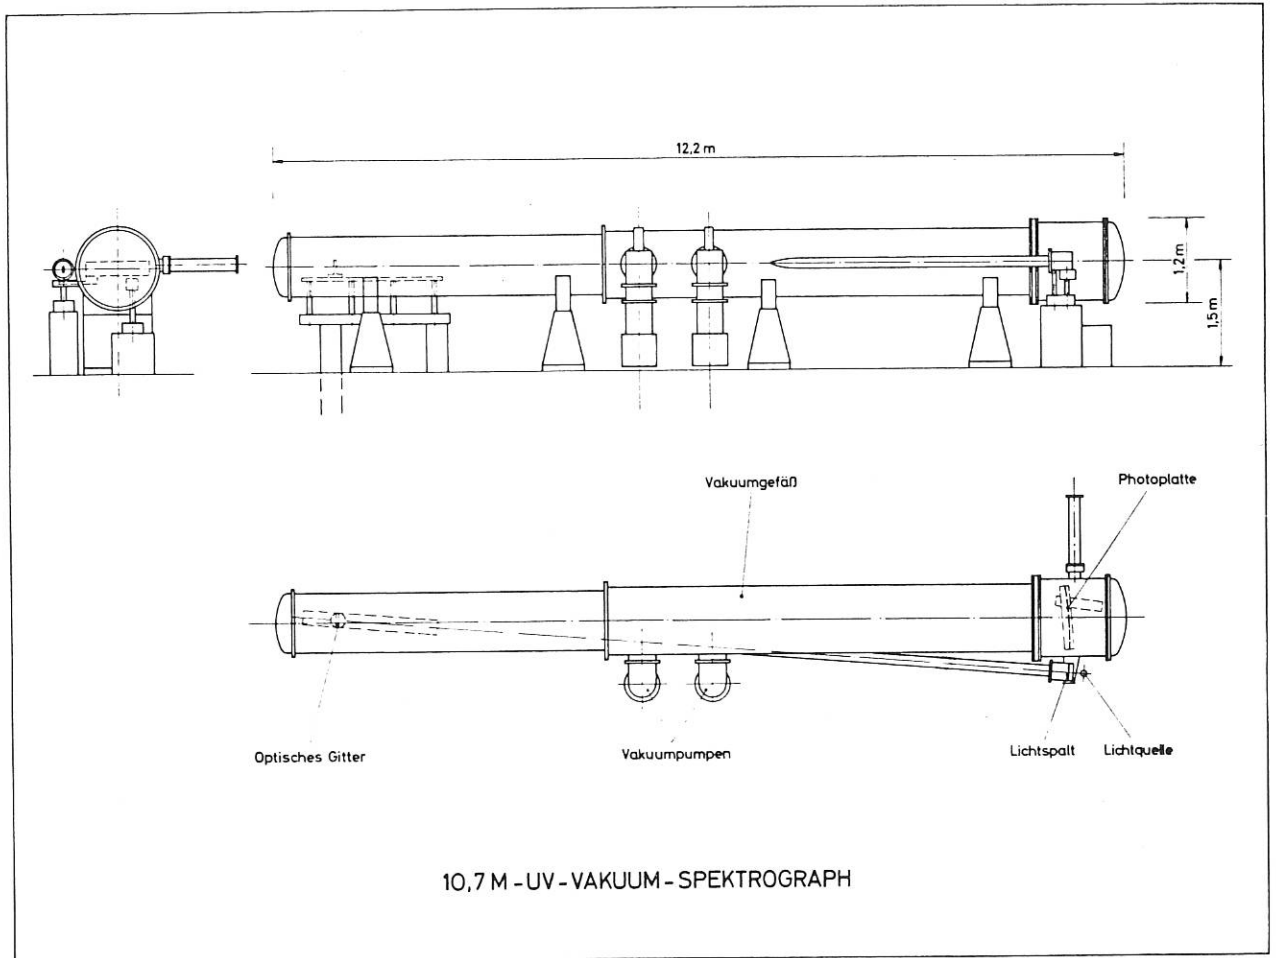 12,2 m
1,2 m
1,5 m
Vakuumgefäß
Photoplatte
Optisches Gitter
Vakuumpumpen
Lichtspalt
Lichtquelle
10,7 M - UV - VAKUUM - SPEKTROGRAPH